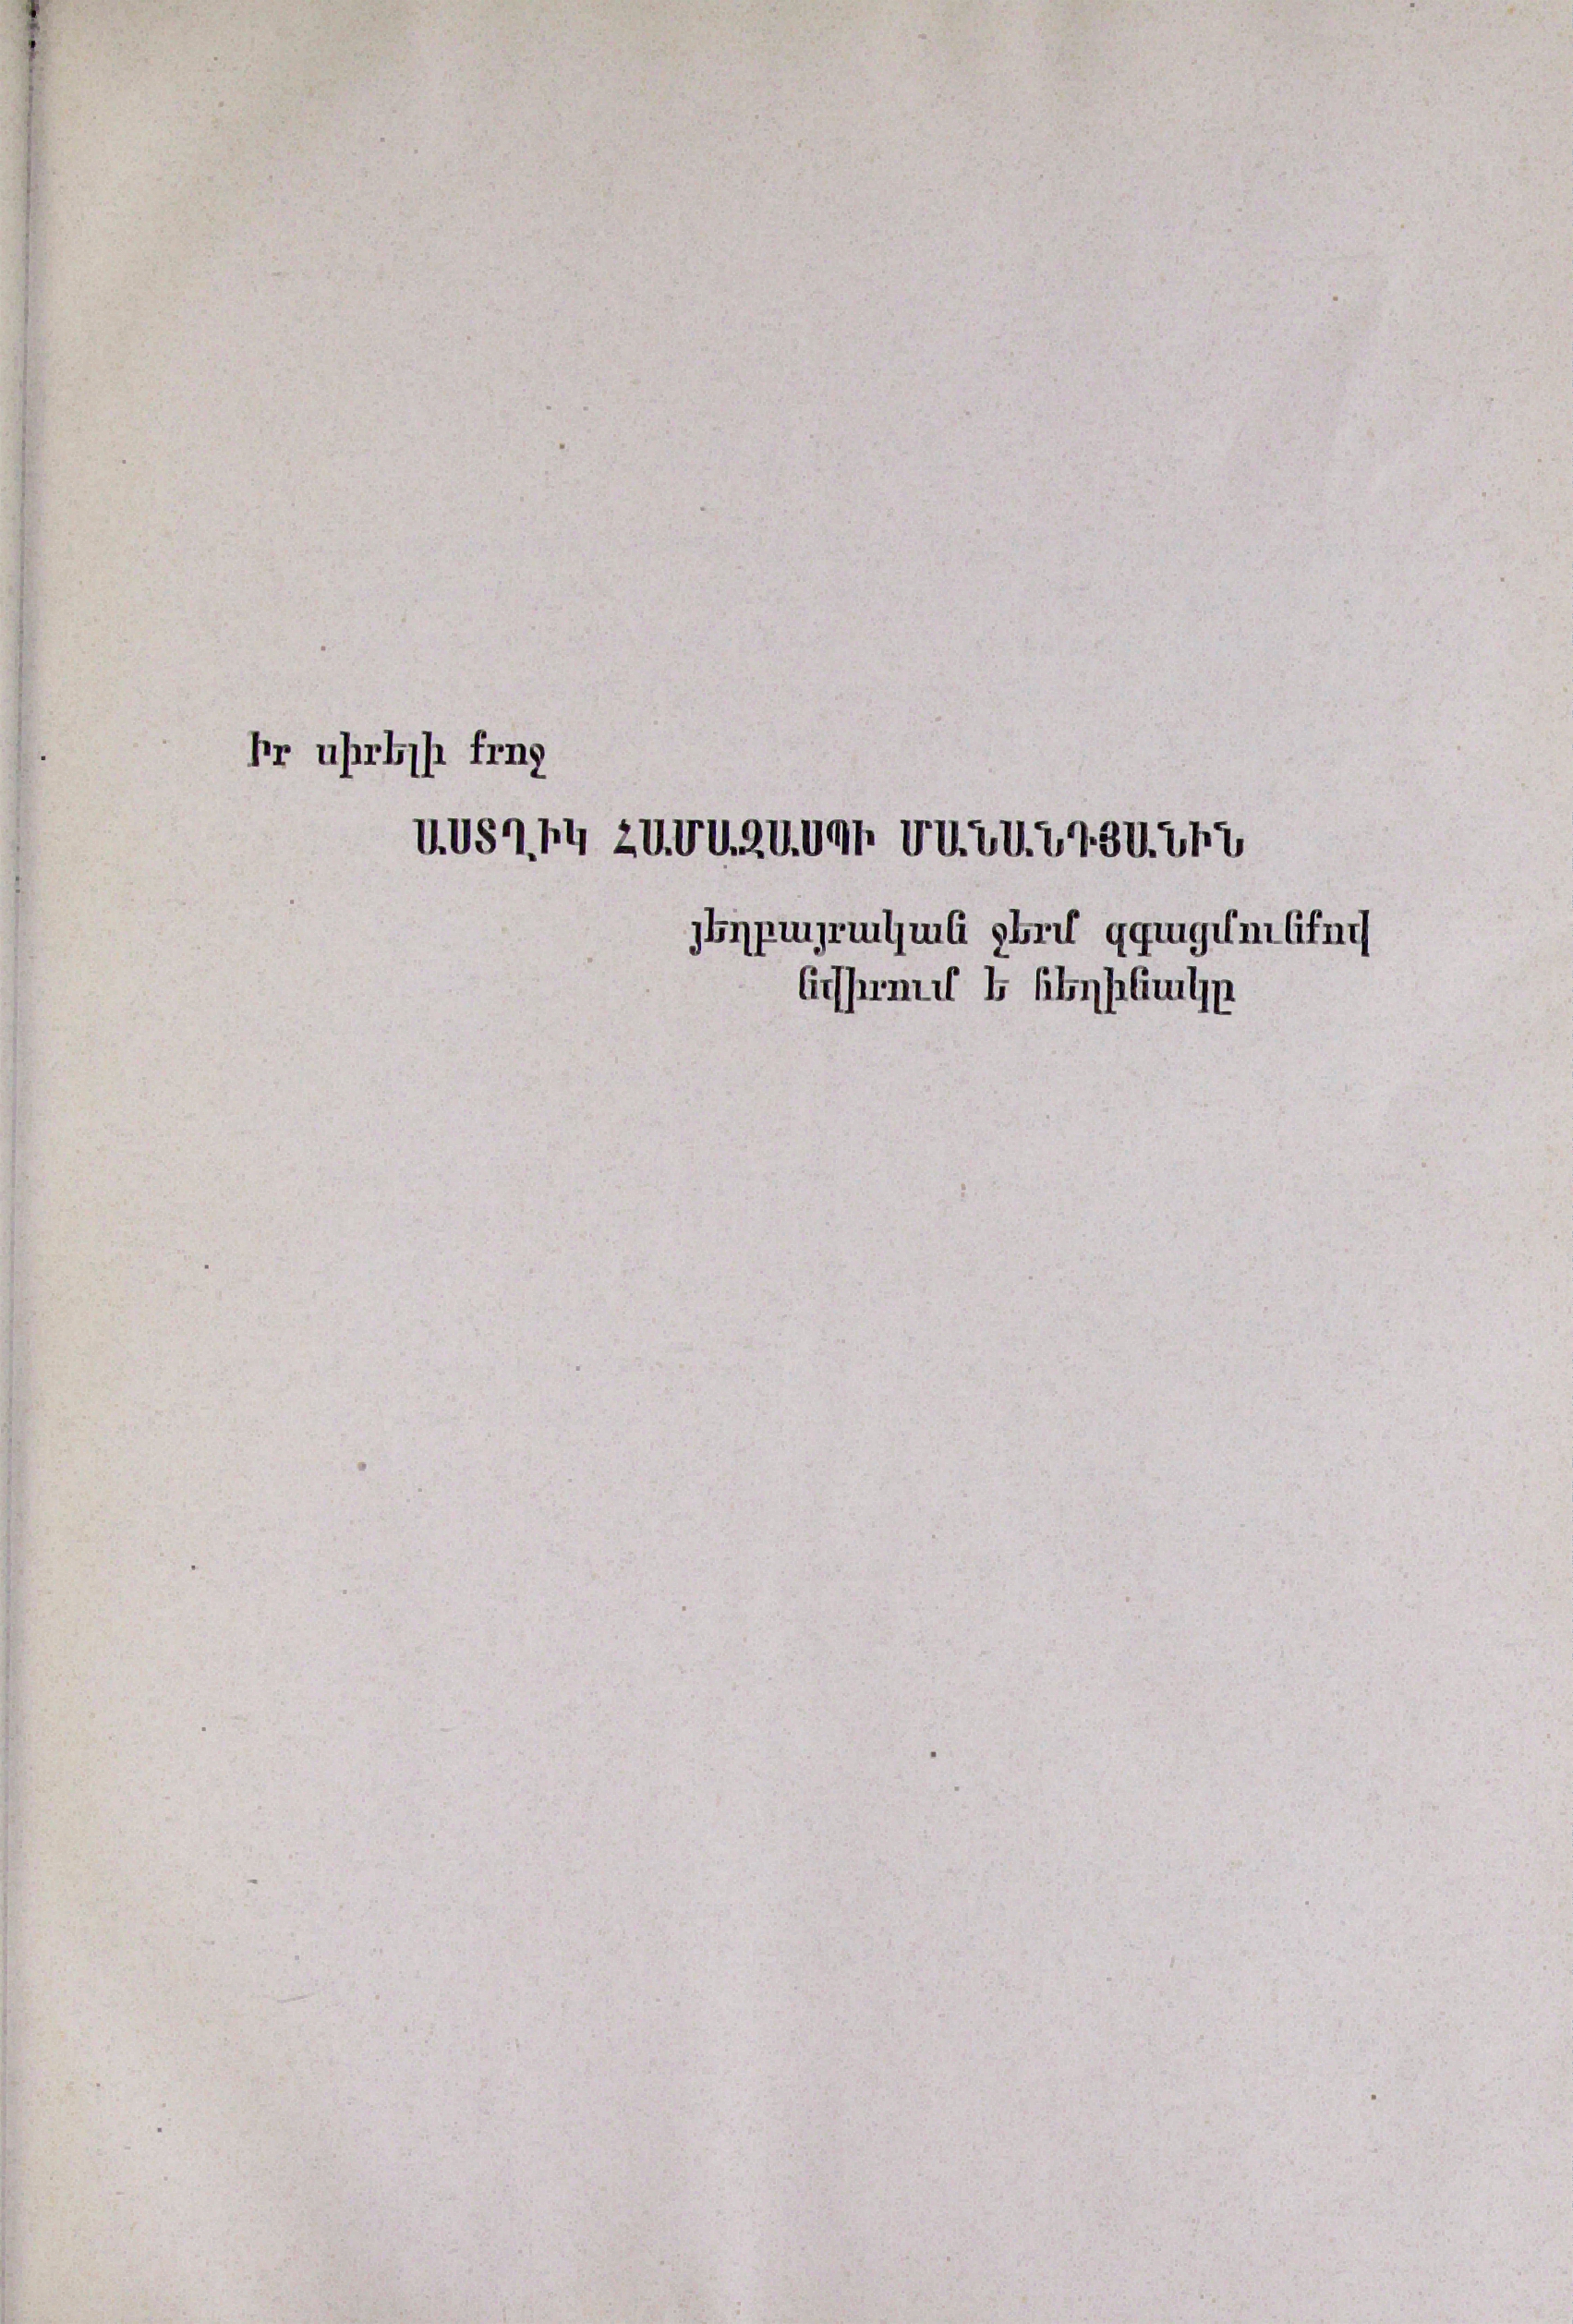 իր սիրելի քրոջ
ԱՍՏՂԻԿ ՀԱՄԱԶԱՍՊԻ ՄԱՆԱՆԴՅԱՆԻՆ
յեղբայրական ջերմ զգացմունքով
նվիրում ե հեղինակը